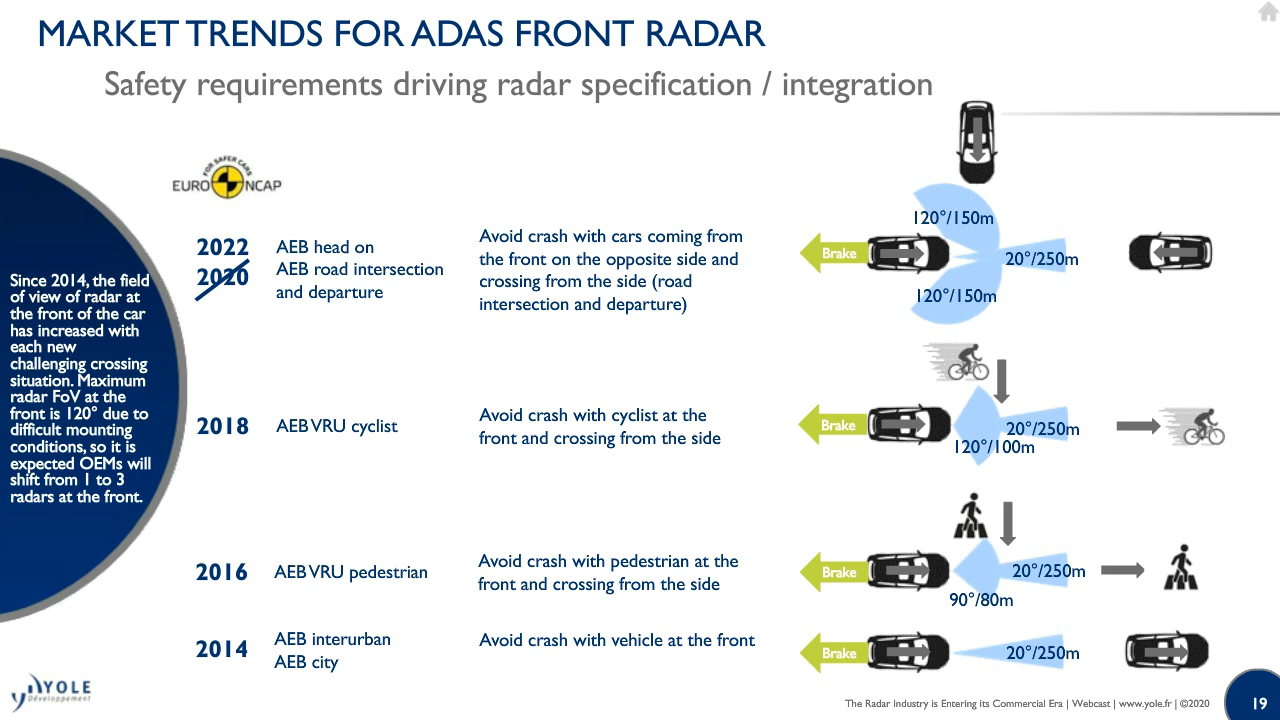 MARKET TRENDS FOR ADAS FRONT RADAR
Safety requirements driving radar specification / integration
Since 2014, the field
of view of radar at
the front of the car
has increased with
each new
challenging crossing
situation. Maximum
radar FoV at the
front is 120° due to
difficult mounting
conditions, so it is
expected OEMs will
shift from 1 to 3
radars at the front.
FOR SAFER CARS
EURO NCAP
2022
2020
AEB head on
AEB road intersection
and departure
Avoid crash with cars coming from
the front on the opposite side and
crossing from the side (road
intersection and departure)
Brake
120°/150m
20°/250m
120°/150m
2018
AEB VRU cyclist
Avoid crash with cyclist at the
front and crossing from the side
Brake
20°/250m
120°/100m
2016
AEB VRU pedestrian
Avoid crash with pedestrian at the
front and crossing from the side
Brake
20°/250m
90°/80m
2014
AEB interurban
AEB city
Avoid crash with vehicle at the front
Brake
20°/250m
YOLE
Développement
The Radar Industry is Entering its Commercial Era | Webcast | www.yole.fr | ©2020
19